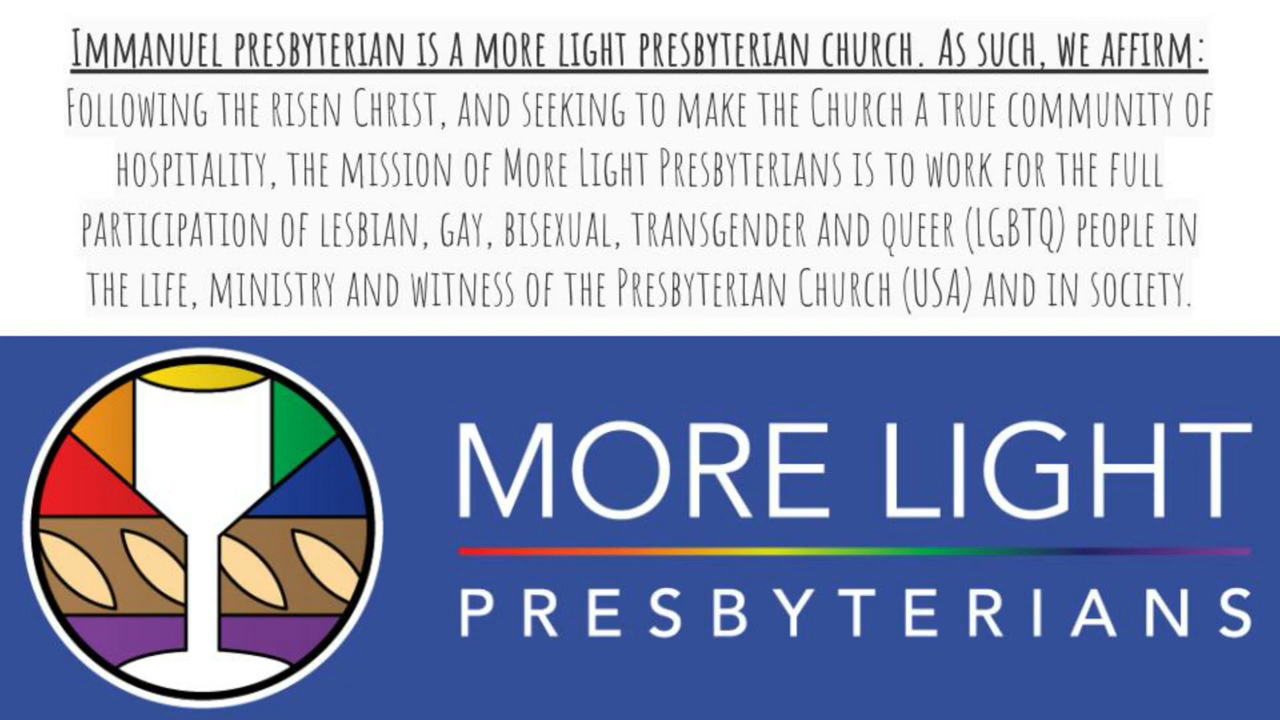 Immanuel Presbyterian is a More Light Presbyterian Church. As such, we affirm:
Following the risen Christ, and seeking to make the Church a true community of
hospitality, the mission of More Light Presbyterians is to work for the full
participation of lesbian, gay, bisexual, transgender and queer (LGBTQ) people in
the life, ministry and witness of the Presbyterian Church (USA) and in society.
MORE LIGHT
PRESBYTERIANS